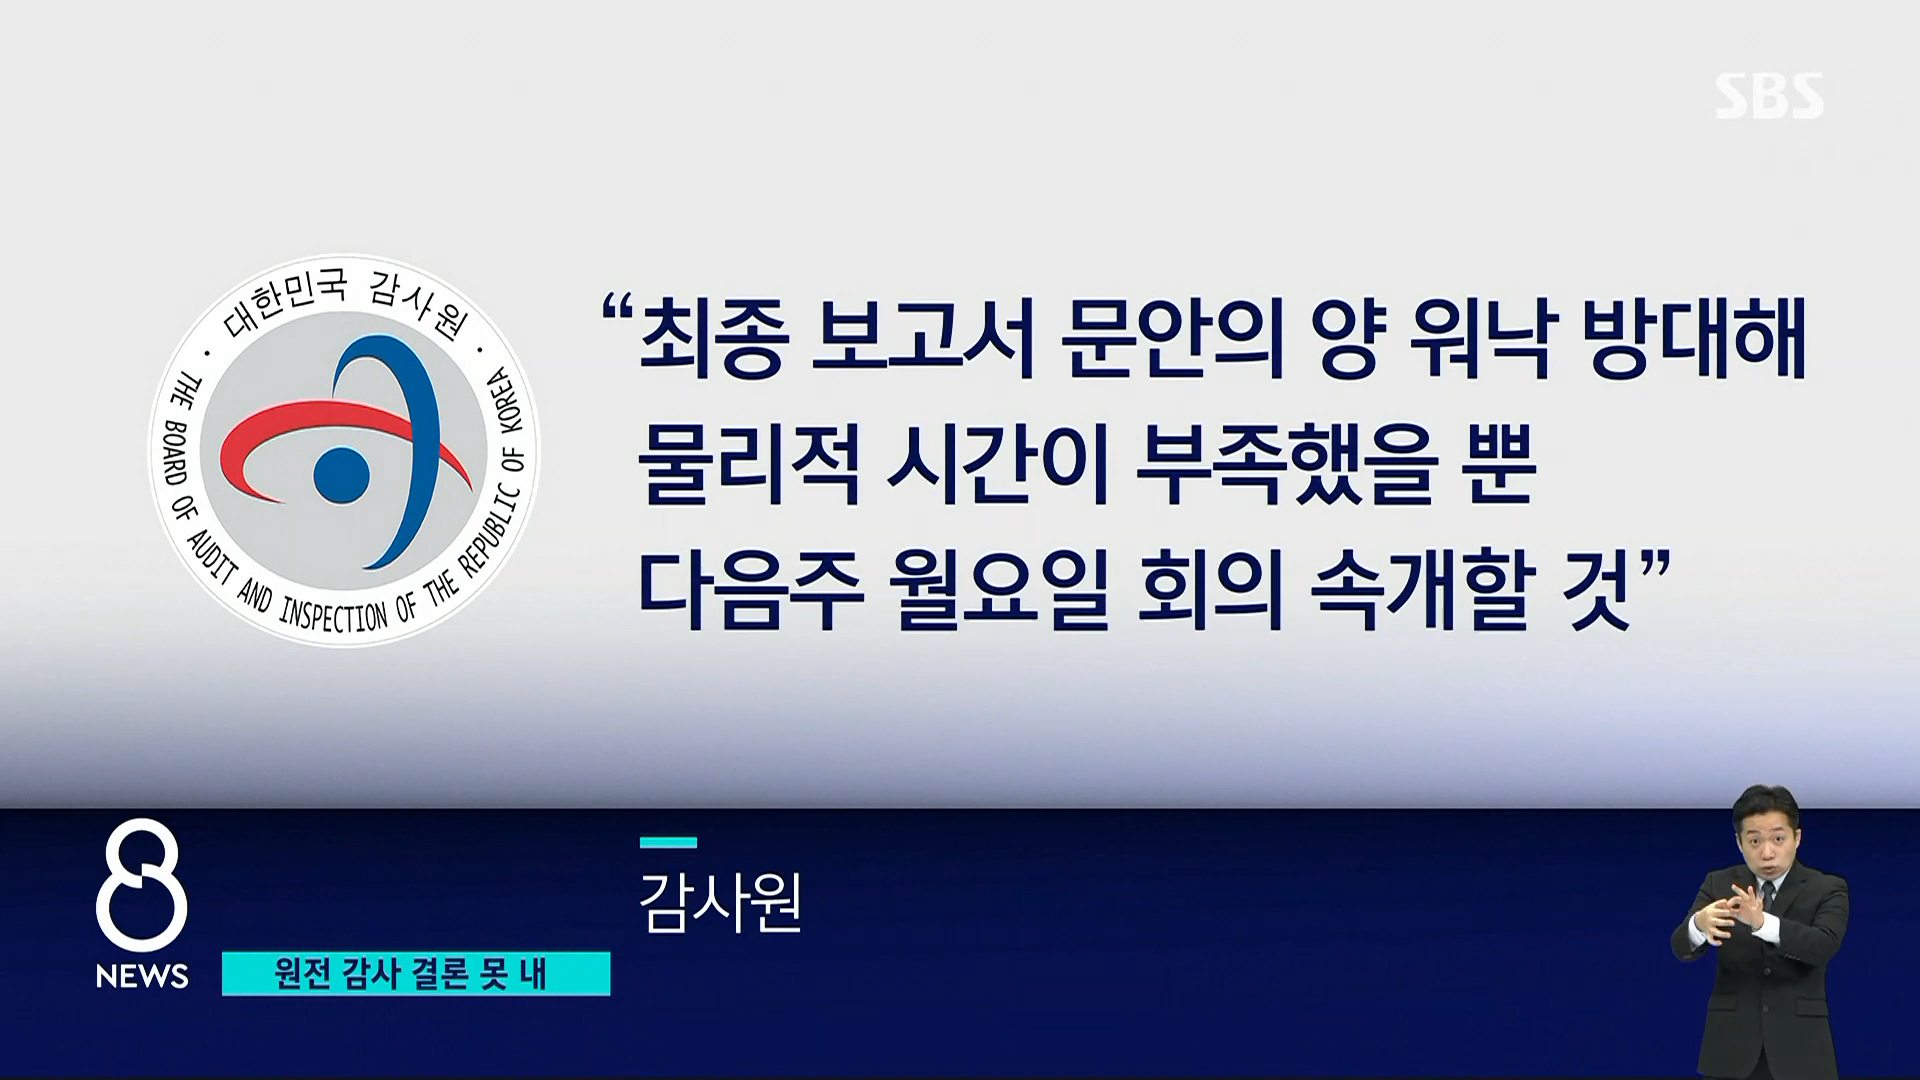 SBS
대한민국 감사원
THE BOARD OF AUDIT AND INSPECTION OF THE REPUBLIC OF KOREA
“최종 보고서 문안의 양 워낙 방대해
물리적 시간이 부족했을 뿐
다음주 월요일 회의 속개할 것”
감사원
8
NEWS
원전 감사 결론 못 내